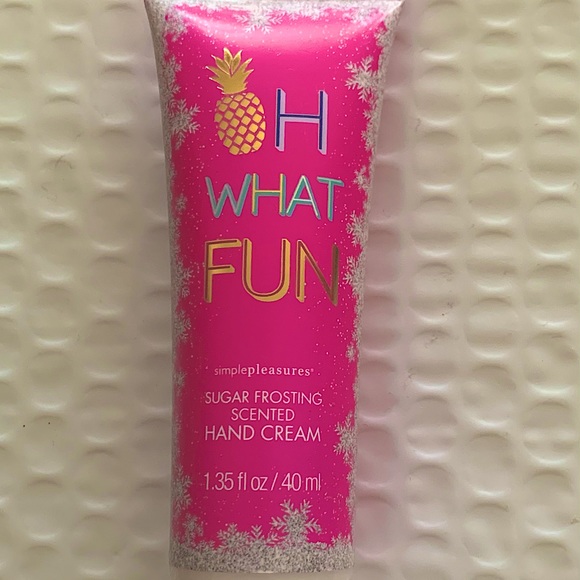 OH
WHAT
FUN
simplepleasures®
SUGAR FROSTING
SCENTED
HAND CREAM
1.35 fl oz / 40 ml